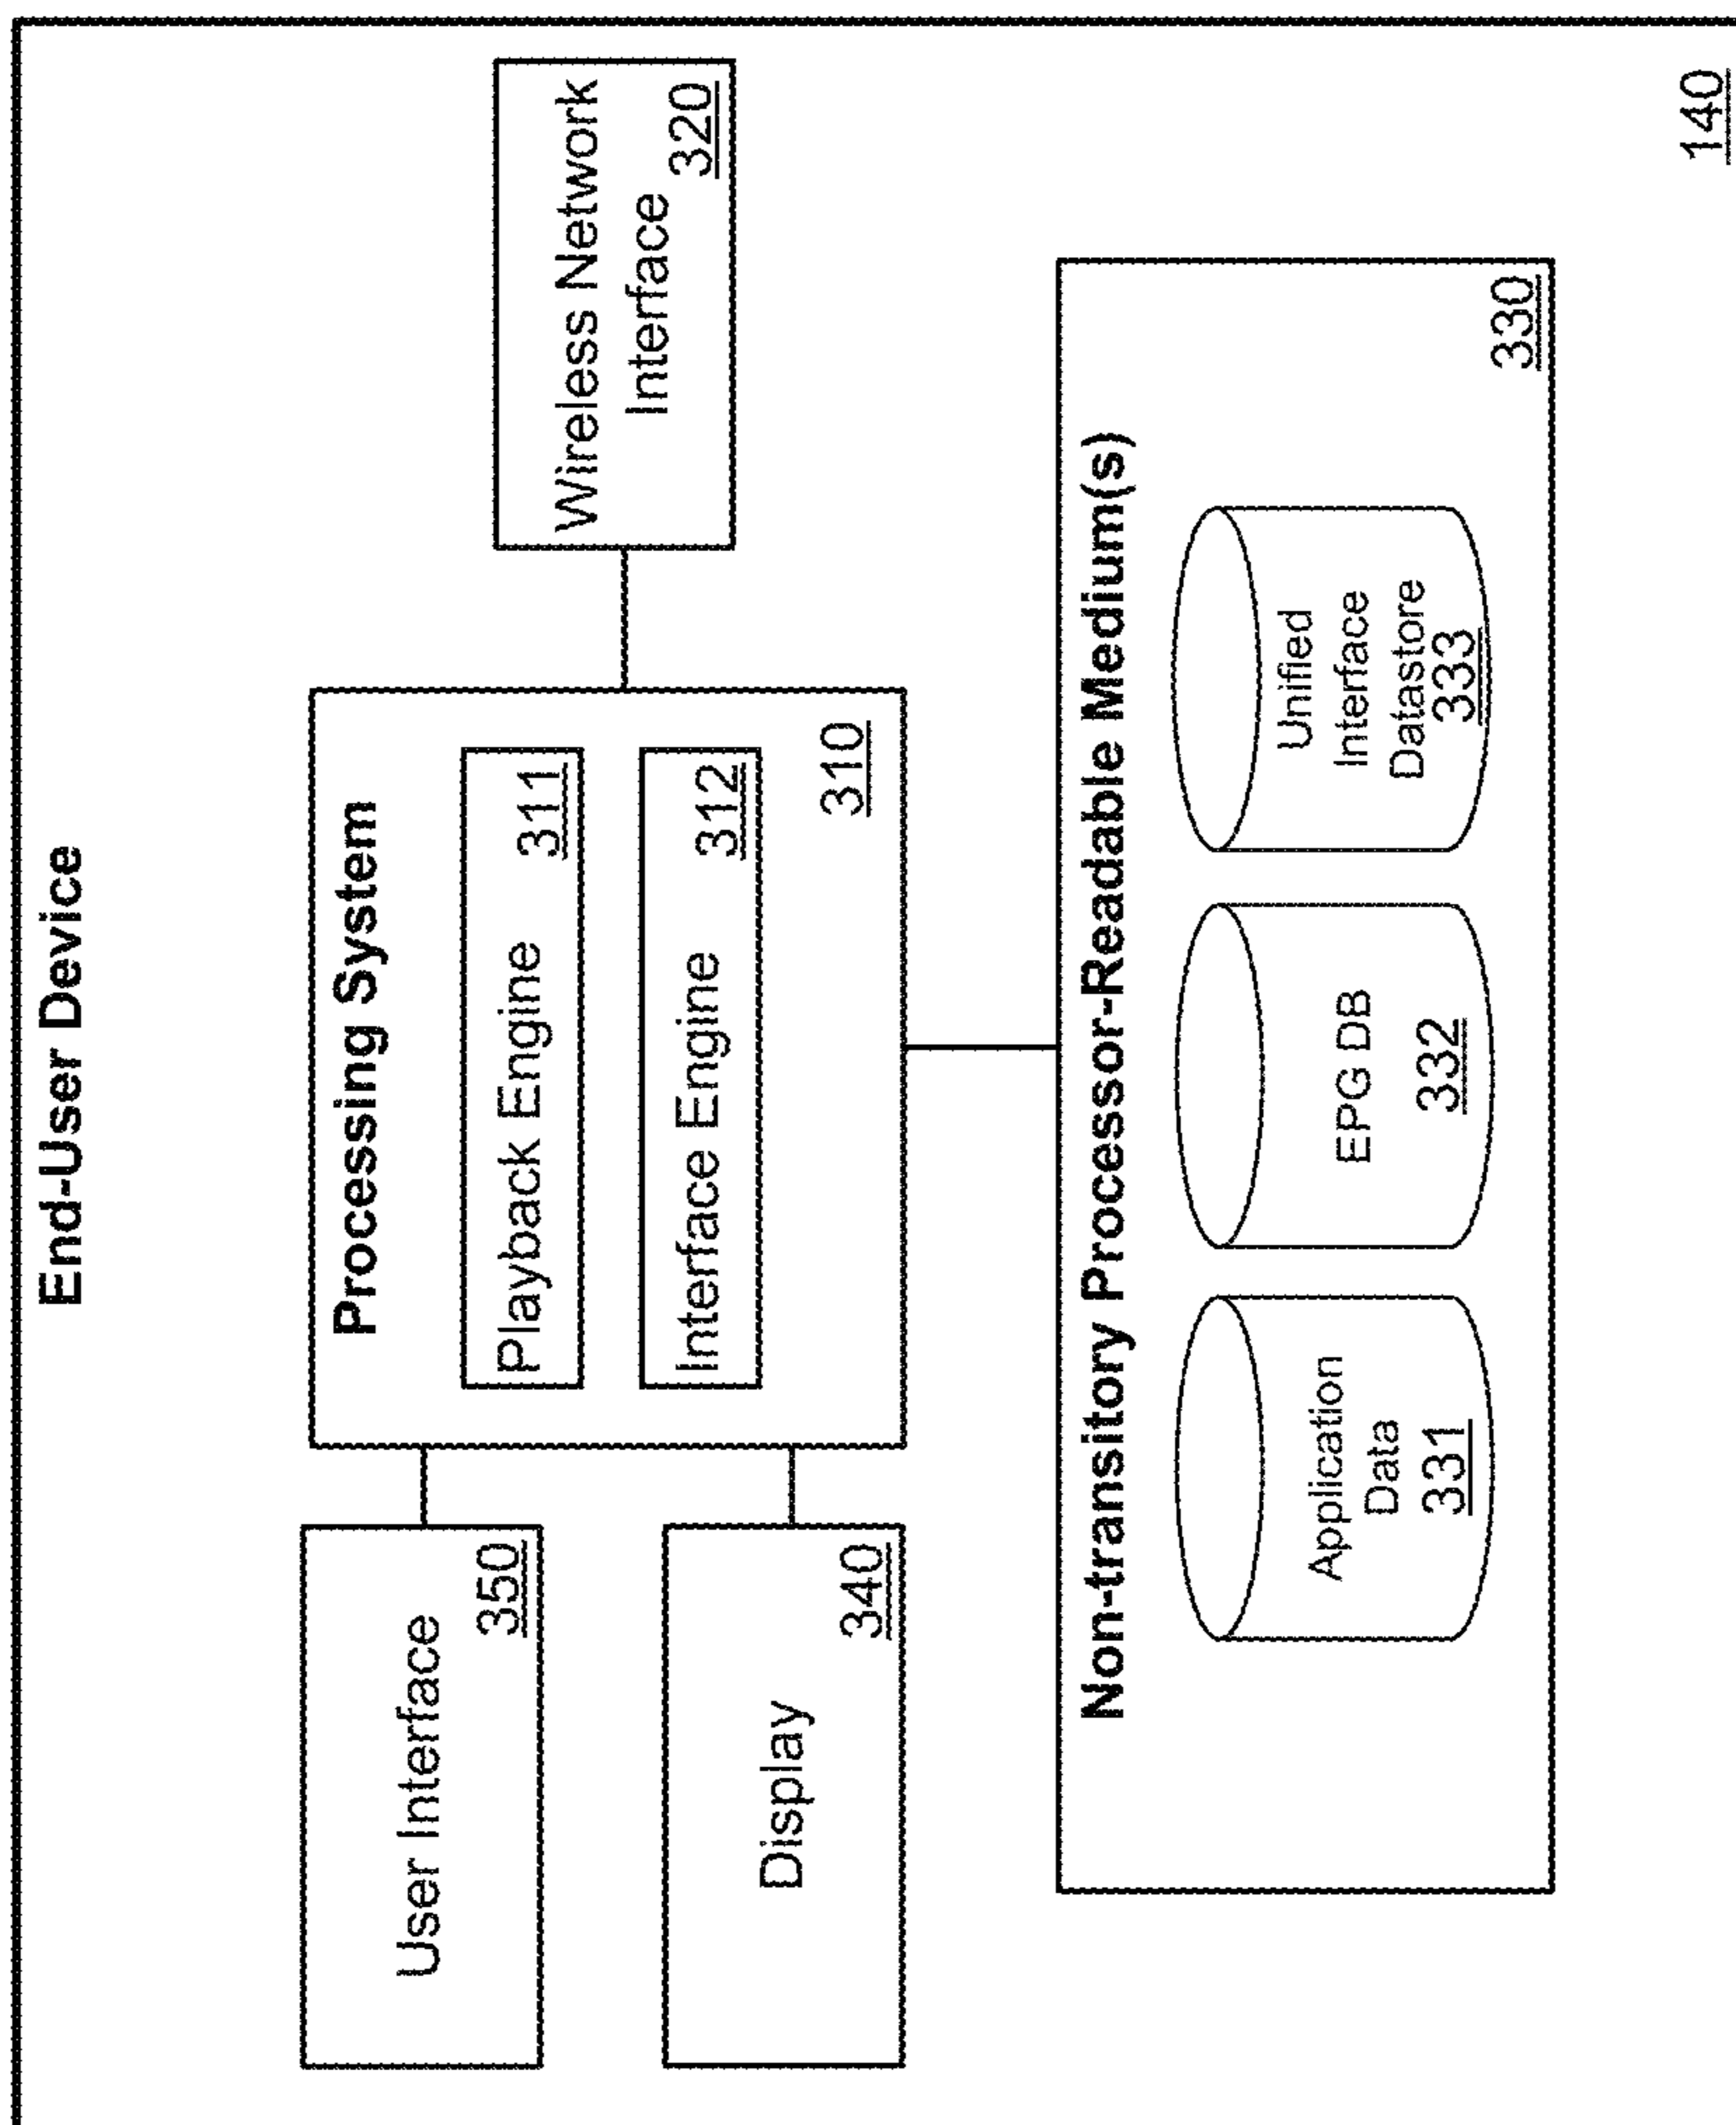 End-User Device
User Interface
350
Display
340
Processing System
Playback Engine 311
Interface Engine 312
310
Wireless Network
Interface
320
Non-transitory Processor-Readable Medium(s)
Application
Data
331
EPG DB
332
Unified
Interface
Datastore
333
330
140